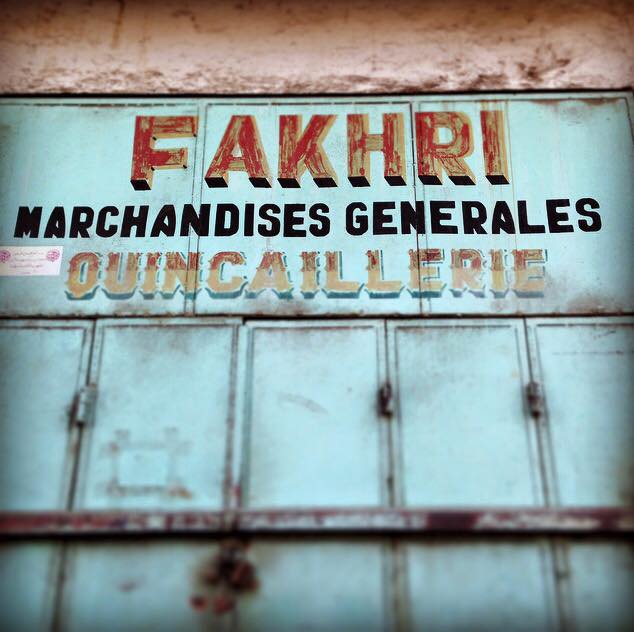 FAKHRI
MARCHANDISES GENERALES
QUINCAILLERIE